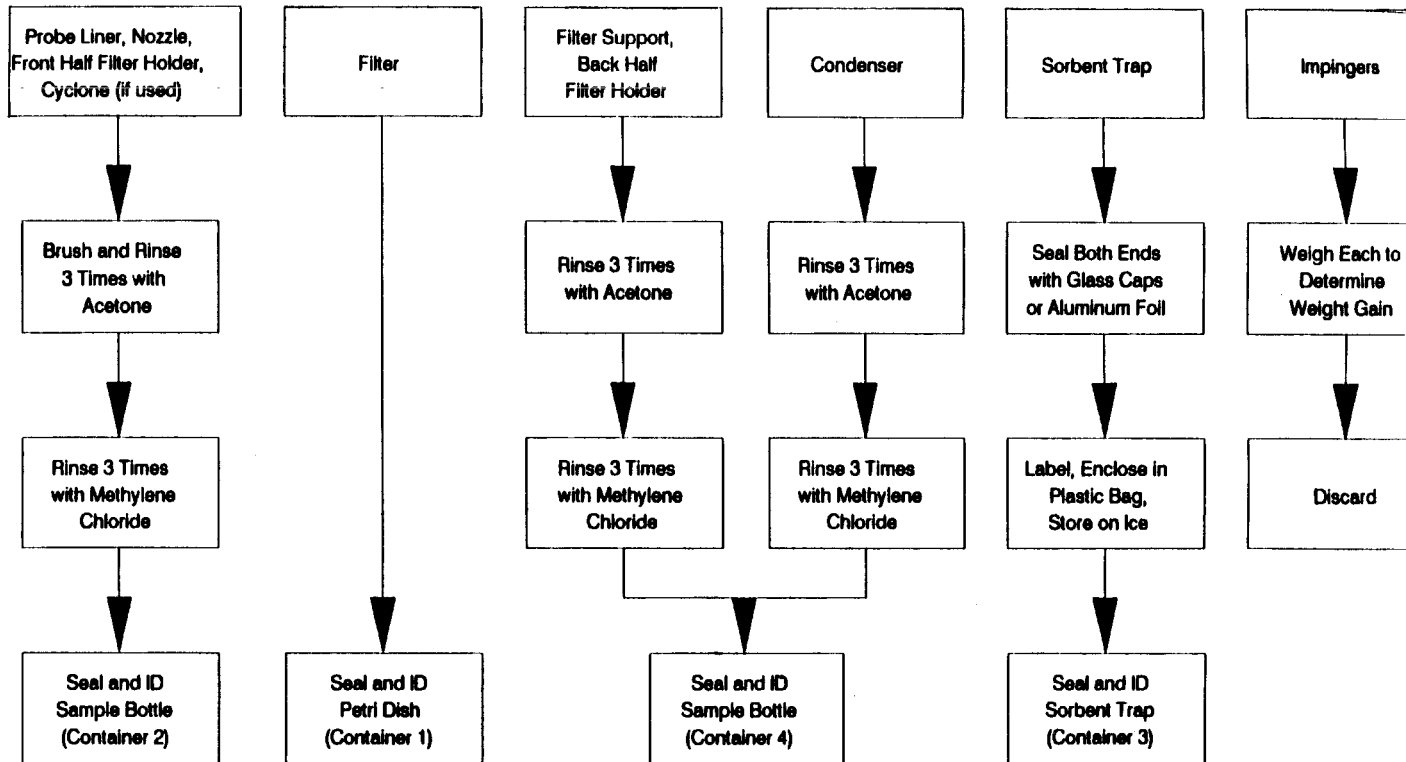 Probe Liner, Nozzle,
Front Half Filter Holder,
Cyclone (if used)
Filter
Filter Support,
Back Half
Filter Holder
Condenser
Sorbent Trap
Impingers
Brush and Rinse
3 Times with
Acetone
Rinse 3 Times
with Acetone
Rinse 3 Times
with Acetone
Seal Both Ends
with Glass Caps
or Aluminum Foil
Weigh Each to
Determine
Weight Gain
Rinse 3 Times
with Methylene
Chloride
Rinse 3 Times
with Methylene
Chloride
Rinse 3 Times
with Methylene
Chloride
Label, Enclose in
Plastic Bag,
Store on Ice
Discard
Seal and ID
Sample Bottle
(Container 2)
Seal and ID
Petri Dish
(Container 1)
Seal and ID
Sample Bottle
(Container 4)
Seal and ID
Sorbent Trap
(Container 3)